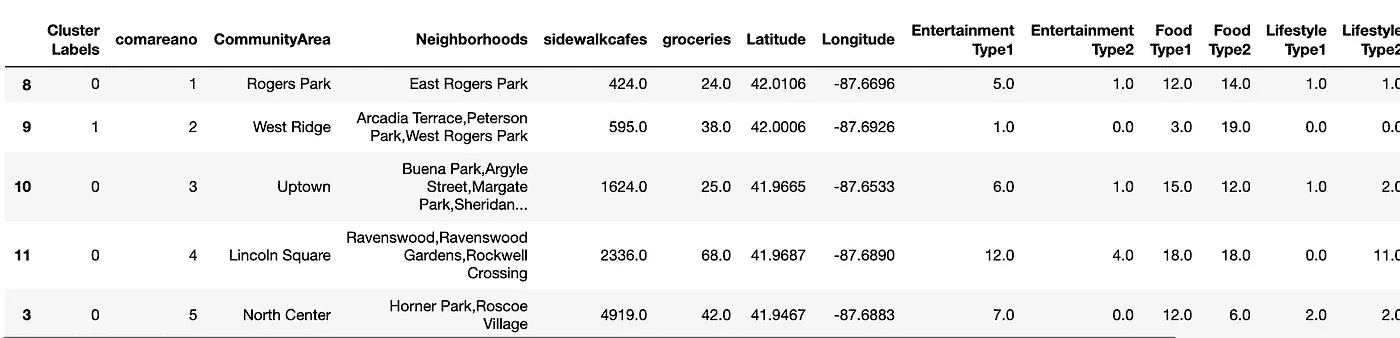 Cluster Labels comareano CommunityArea Neighborhoods sidewalkcafes groceries Latitude Longitude Entertainment Type1 Entertainment Type2 Food Type1 Food Type2 Lifestyle Type1 Lifestyle Type2
8 0 1 Rogers Park East Rogers Park 424.0 24.0 42.0106 -87.6696 5.0 1.0 12.0 14.0 1.0 1.0
9 1 2 West Ridge Arcadia Terrace,Peterson Park,West Rogers Park 595.0 38.0 42.0006 -87.6926 1.0 0.0 3.0 19.0 0.0 0.0
10 0 3 Uptown Buena Park,Argyle Street,Margate Park,Sheridan... 1624.0 25.0 41.9665 -87.6533 6.0 1.0 15.0 12.0 1.0 2.0
11 0 4 Lincoln Square Ravenswood,Ravenswood Gardens,Rockwell Crossing 2336.0 68.0 41.9687 -87.6890 12.0 4.0 18.0 18.0 0.0 11.0
3 0 5 North Center Horner Park,Roscoe Village 4919.0 42.0 41.9467 -87.6883 7.0 0.0 12.0 6.0 2.0 2.0